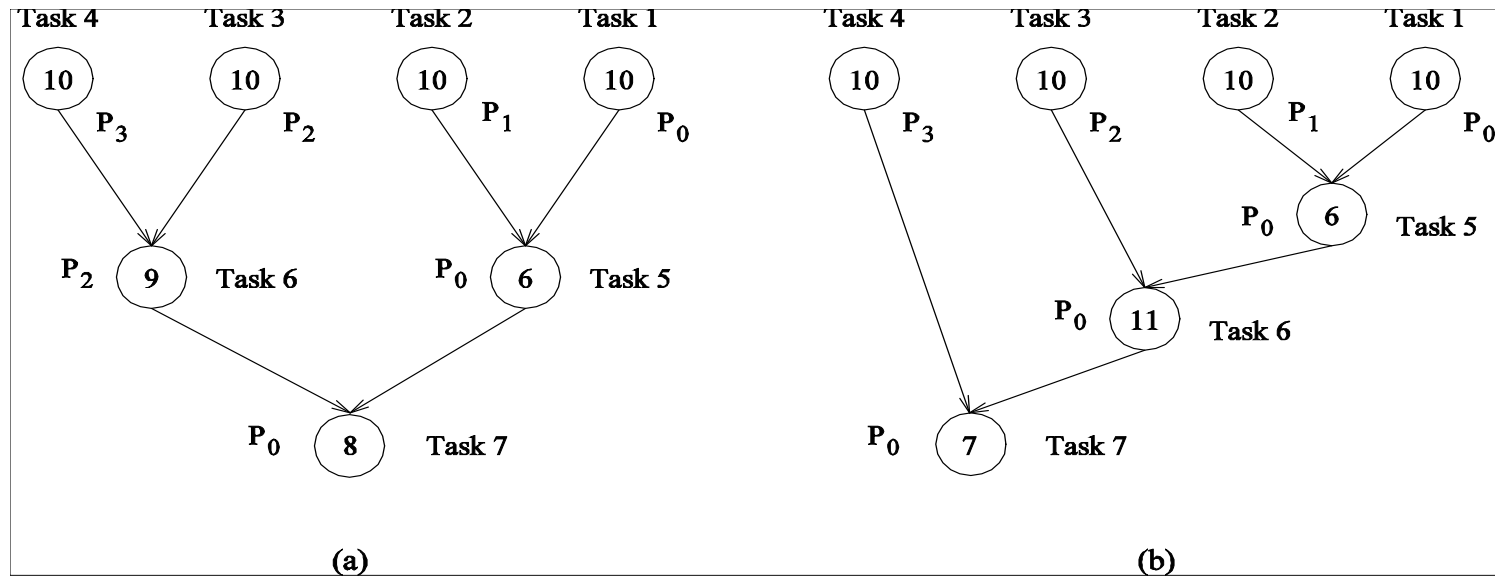 Task 4 Task 3 Task 2 Task 1 Task 4 Task 3 Task 2 Task 1
10 10 10 10 10 10 10 10
P3 P2 P1 P0 P3 P2 P1 P0
P0 6 Task 5
P2 9 Task 6 P0 6 Task 5
P0 11 Task 6
P0 8 Task 7 P0 7 Task 7
(a) (b)